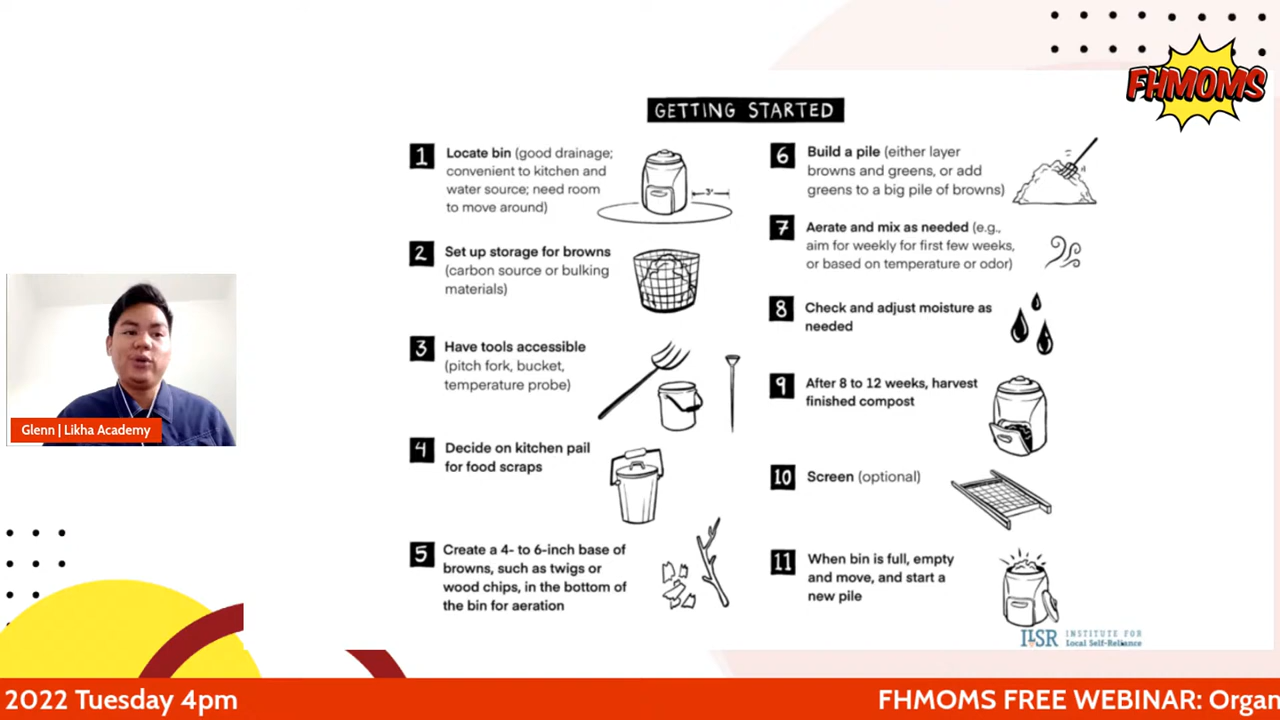 FHMOMS
GETTING STARTED
1 Locate bin (good drainage;
convenient to kitchen and
water source; need room
to move around)
3'
2 Set up storage for browns
(carbon source or bulking
materials)
3 Have tools accessible
(pitch fork, bucket,
temperature probe)
4 Decide on kitchen pail
for food scraps
5 Create a 4- to 6-inch base of
browns, such as twigs or
wood chips, in the bottom of
the bin for aeration
6 Build a pile (either layer
browns and greens, or add
greens to a big pile of browns)
7 Aerate and mix as needed (e.g.,
aim for weekly for first few weeks,
or based on temperature or odor)
8 Check and adjust moisture as
needed
9 After 8 to 12 weeks, harvest
finished compost
10 Screen (optional)
11 When bin is full, empty
and move, and start a
new pile
ILSR INSTITUTE FOR
Local Self-Reliance
Glenn | Likha Academy
2022 Tuesday 4pm
FHMOMS FREE WEBINAR: Organ